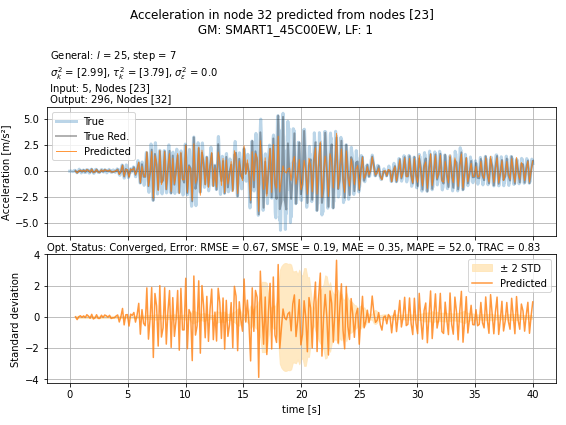 Acceleration in node 32 predicted from nodes [23]
GM: SMART1_45C00EW, LF: 1
General: l = 25, step = 7
σ²ₖ = [2.99], τ²ₖ = [3.79], σ²ε = 0.0
Input: 5, Nodes [23]
Output: 296, Nodes [32]
Acceleration [m/s²]
5.0
2.5
0.0
−2.5
−5.0
True
True Red.
Predicted
Opt. Status: Converged, Error: RMSE = 0.67, SMSE = 0.19, MAE = 0.35, MAPE = 52.0, TRAC = 0.83
Standard deviation
4
2
0
−2
−4
± 2 STD
Predicted
0 5 10 15 20 25 30 35 40
time [s]